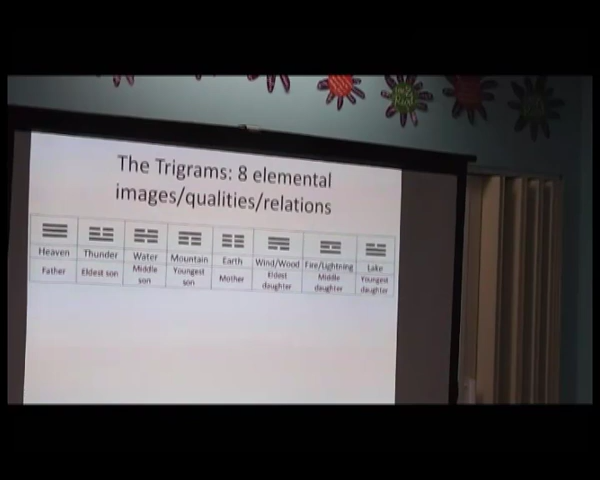 The Trigrams: 8 elemental
images/qualities/relations
Heaven Thunder Water Mountain Earth Wind/Wood Fire/Lightning Lake
Father Eldest son Middle son Youngest son Mother Eldest daughter Middle daughter Youngest daughter